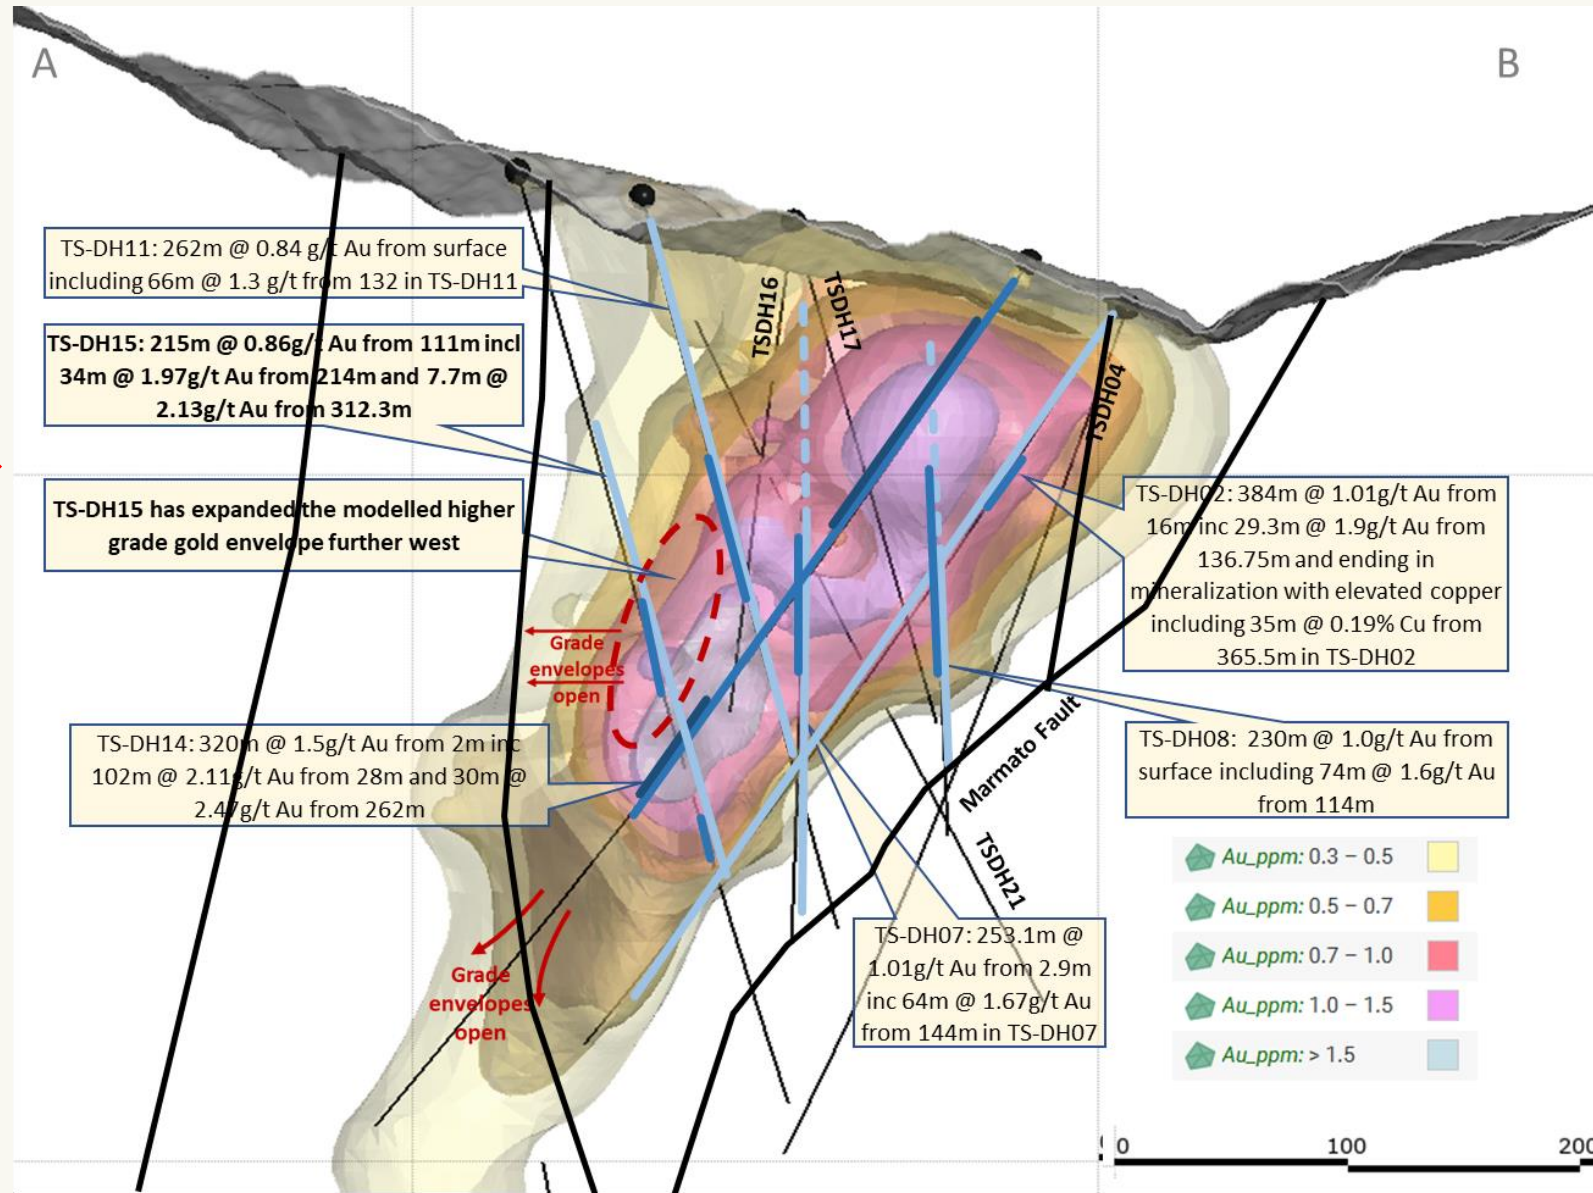 A
B
TS-DH11: 262m @ 0.84 g/t Au from surface
including 66m @ 1.3 g/t from 132 in TS-DH11
TS-DH15: 215m @ 0.86g/t Au from 111m incl
34m @ 1.97g/t Au from 214m and 7.7m @
2.13g/t Au from 312.3m
TS-DH15 has expanded the modelled higher
grade gold envelope further west
TSDH16
TSDH17
TSDH04
TS-DH02: 384m @ 1.01g/t Au from
16m inc 29.3m @ 1.9g/t Au from
136.75m and ending in
mineralization with elevated copper
including 35m @ 0.19% Cu from
365.5m in TS-DH02
Grade
envelopes
open
TS-DH14: 320m @ 1.5g/t Au from 2m inc
102m @ 2.11g/t Au from 28m and 30m @
2.47g/t Au from 262m
Marmato Fault
TS-DH08: 230m @ 1.0g/t Au from
surface including 74m @ 1.6g/t Au
from 114m
TSDH21
Grade
envelopes
open
TS-DH07: 253.1m @
1.01g/t Au from 2.9m
inc 64m @ 1.67g/t Au
from 144m in TS-DH07
Au_ppm: 0.3 – 0.5
Au_ppm: 0.5 – 0.7
Au_ppm: 0.7 – 1.0
Au_ppm: 1.0 – 1.5
Au_ppm: > 1.5
0 100 200